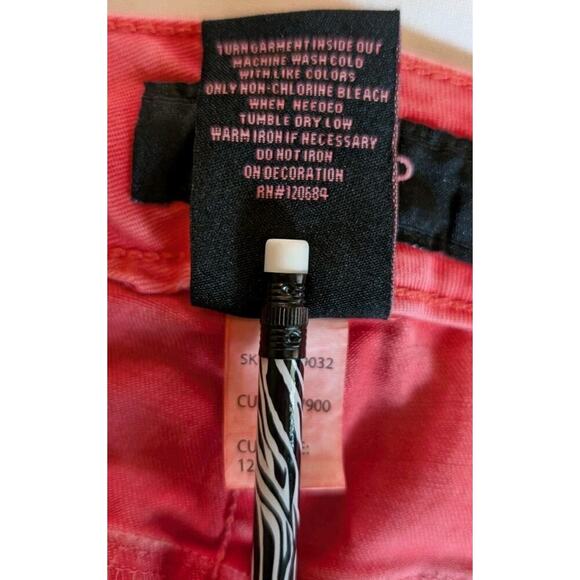 TURN GARMENT INSIDE OUT
MACHINE WASH COLD
WITH LIKE COLORS
ONLY NON-CHLORINE BLEACH
WHEN NEEDED
TUMBLE DRY LOW
WARM IRON IF NECESSARY
DO NOT IRON
ON DECORATION
RN#120684